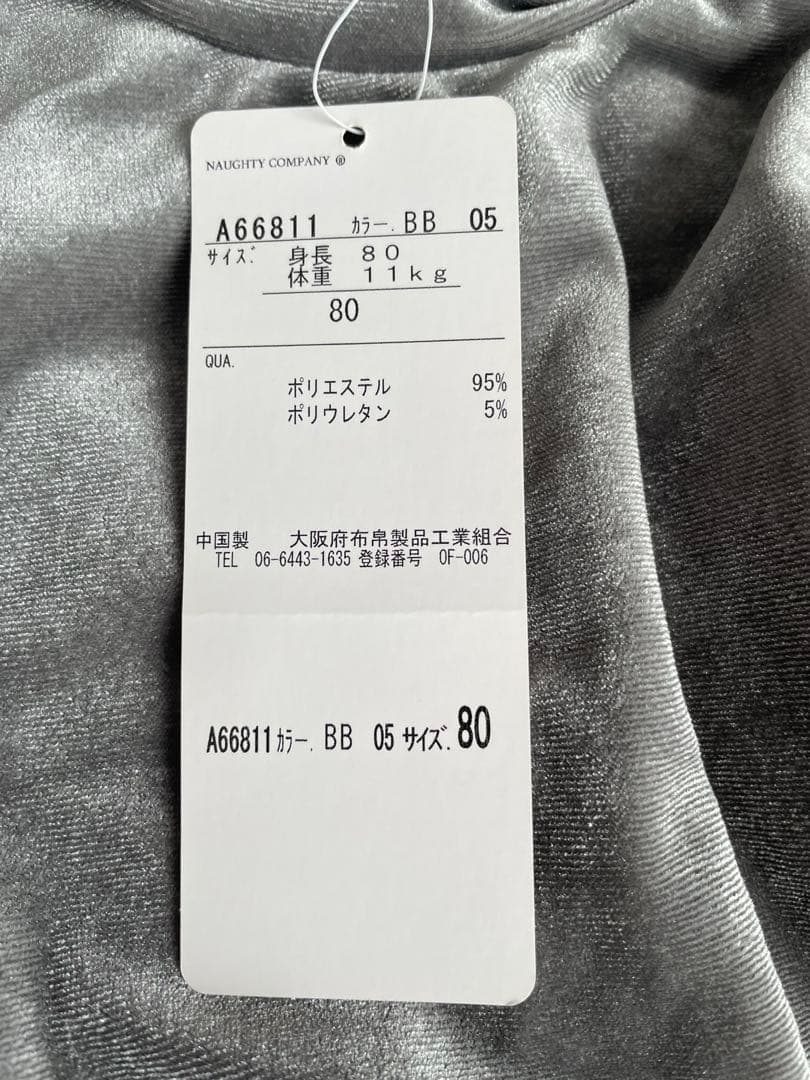 NAUGHTY COMPANY ®
A66811 ｶﾗｰ. BB 05
ｻｲｽﾞ. 身長 ８０
体重 １１ｋｇ
80
QUA.
ポリエステル 95%
ポリウレタン 5%
中国製 大阪府布帛製品工業組合
TEL 06-6443-1635 登録番号 OF-006
A66811 ｶﾗｰ. BB 05 ｻｲｽﾞ. 80